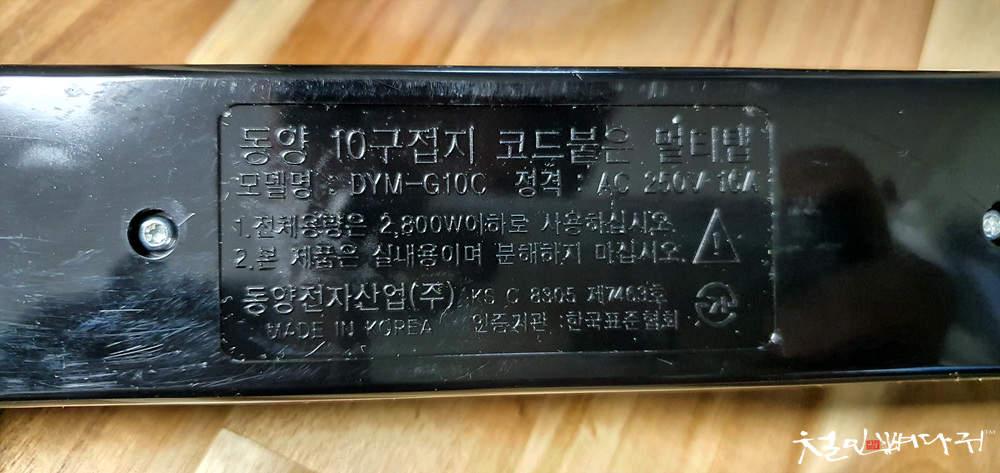 동양 10구접지 코드붙은 멀티탭
모델명 : DYM-G10C 정격 : AC 250V 16A
1.전체용량은 2,800W이하로 사용하십시오.
2.본 제품은 실내용이며 분해하지 마십시오.
동양전자산업(주) KS C 8305 제7463호
MADE IN KOREA 인증기관 : 한국표준협회